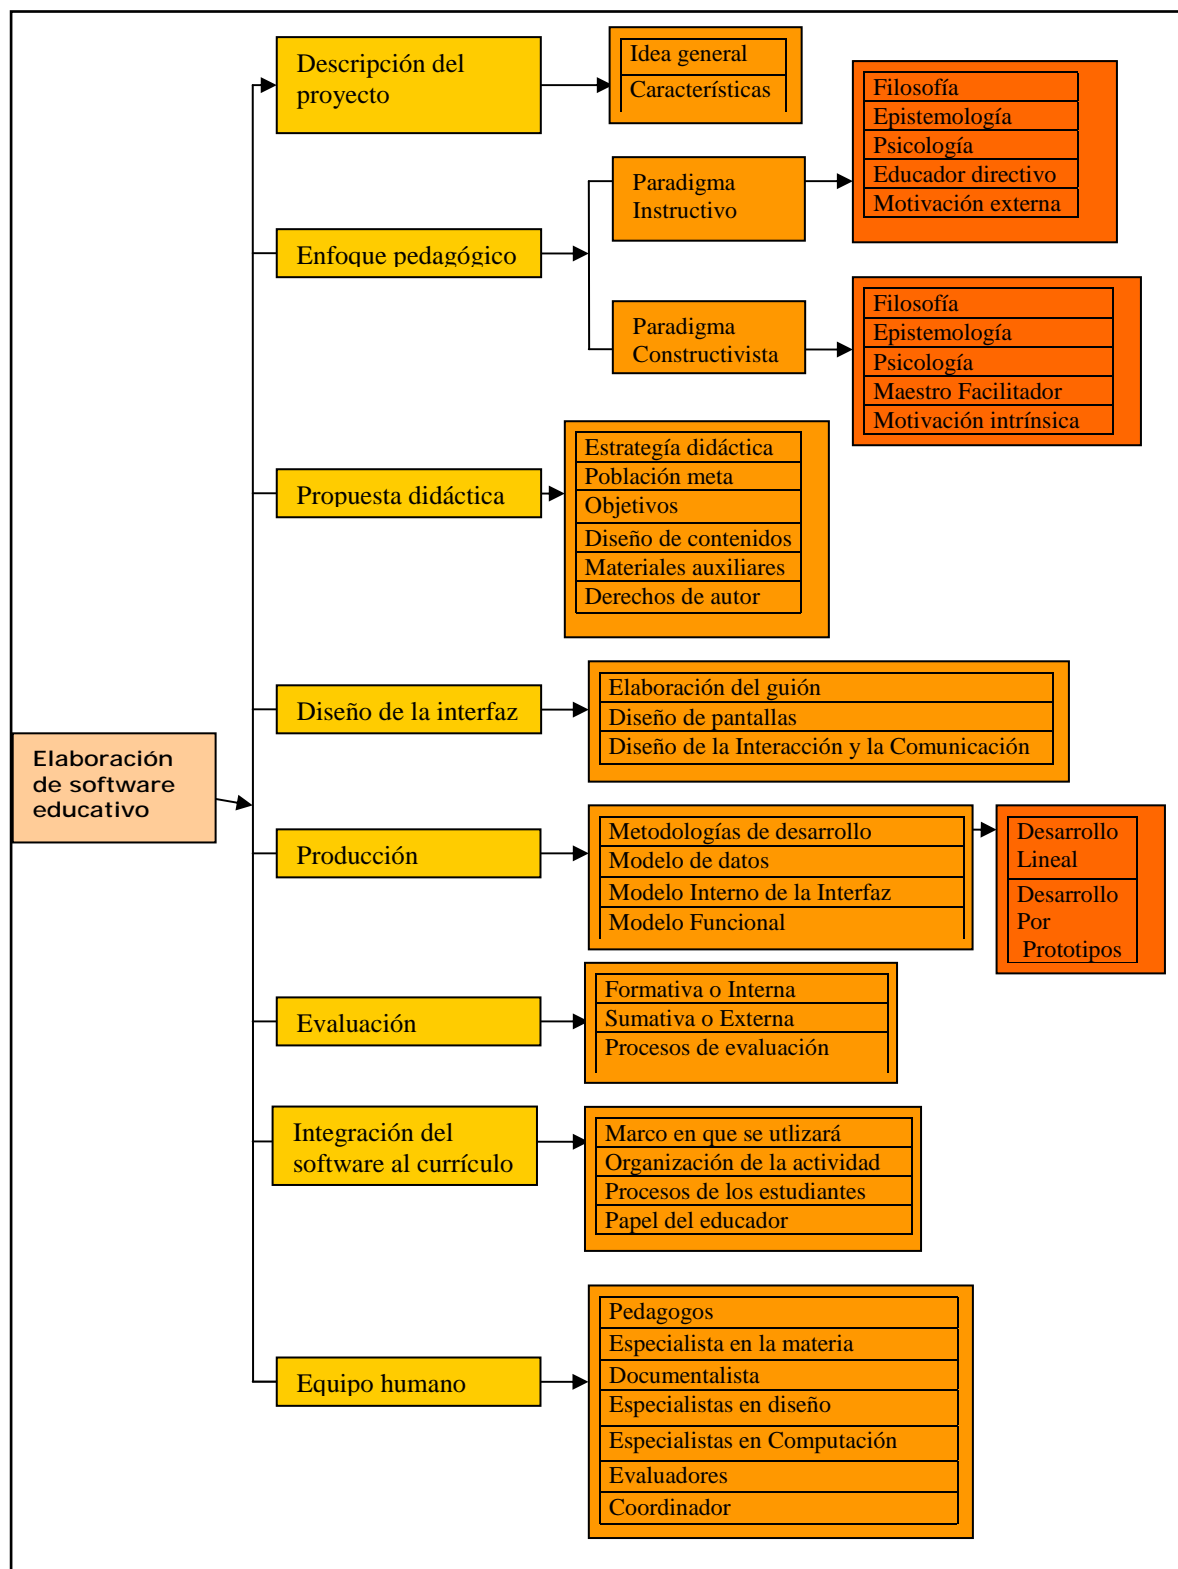 Descripción del
proyecto
Idea general
Características
Filosofía
Epistemología
Psicología
Educador directivo
Motivación externa
Paradigma
Instructivo
Enfoque pedagógico
Paradigma
Constructivista
Filosofía
Epistemología
Psicología
Maestro Facilitador
Motivación intrínsica
Propuesta didáctica
Estrategía didáctica
Población meta
Objetivos
Diseño de contenidos
Materiales auxiliares
Derechos de autor
Diseño de la interfaz
Elaboración del guión
Diseño de pantallas
Diseño de la Interacción y la Comunicación
Elaboración
de software
educativo
Producción
Metodologías de desarrollo
Modelo de datos
Modelo Interno de la Interfaz
Modelo Funcional
Desarrollo
Lineal
Desarrollo
Por
Prototipos
Evaluación
Formativa o Interna
Sumativa o Externa
Procesos de evaluación
Integración del
software al currículo
Marco en que se utlizará
Organización de la actividad
Procesos de los estudiantes
Papel del educador
Equipo humano
Pedagogos
Especialista en la materia
Documentalista
Especialistas en diseño
Especialistas en Computación
Evaluadores
Coordinador